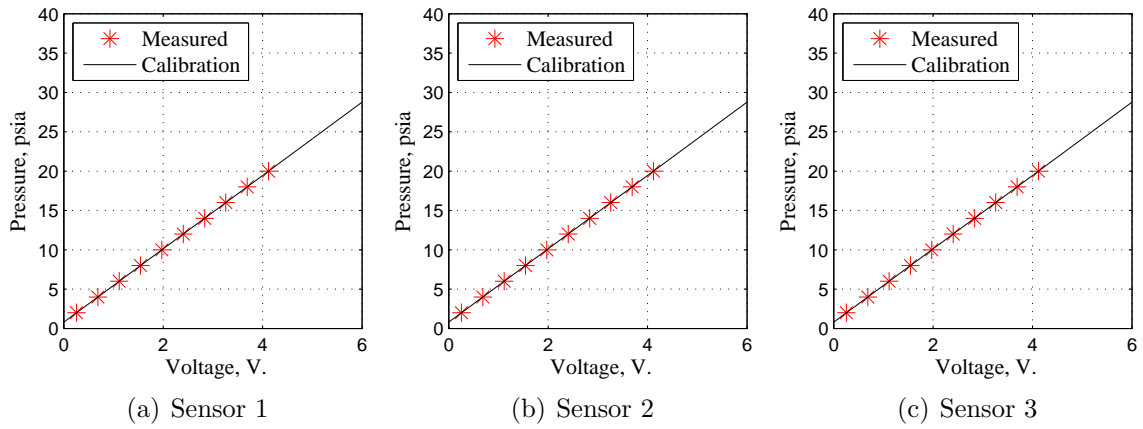 40
35
30
25
20
15
10
5
0
Pressure, psia
Measured
Calibration
0 2 4 6
Voltage, V.
(a) Sensor 1
40
35
30
25
20
15
10
5
0
Pressure, psia
Measured
Calibration
0 2 4 6
Voltage, V.
(b) Sensor 2
40
35
30
25
20
15
10
5
0
Pressure, psia
Measured
Calibration
0 2 4 6
Voltage, V.
(c) Sensor 3